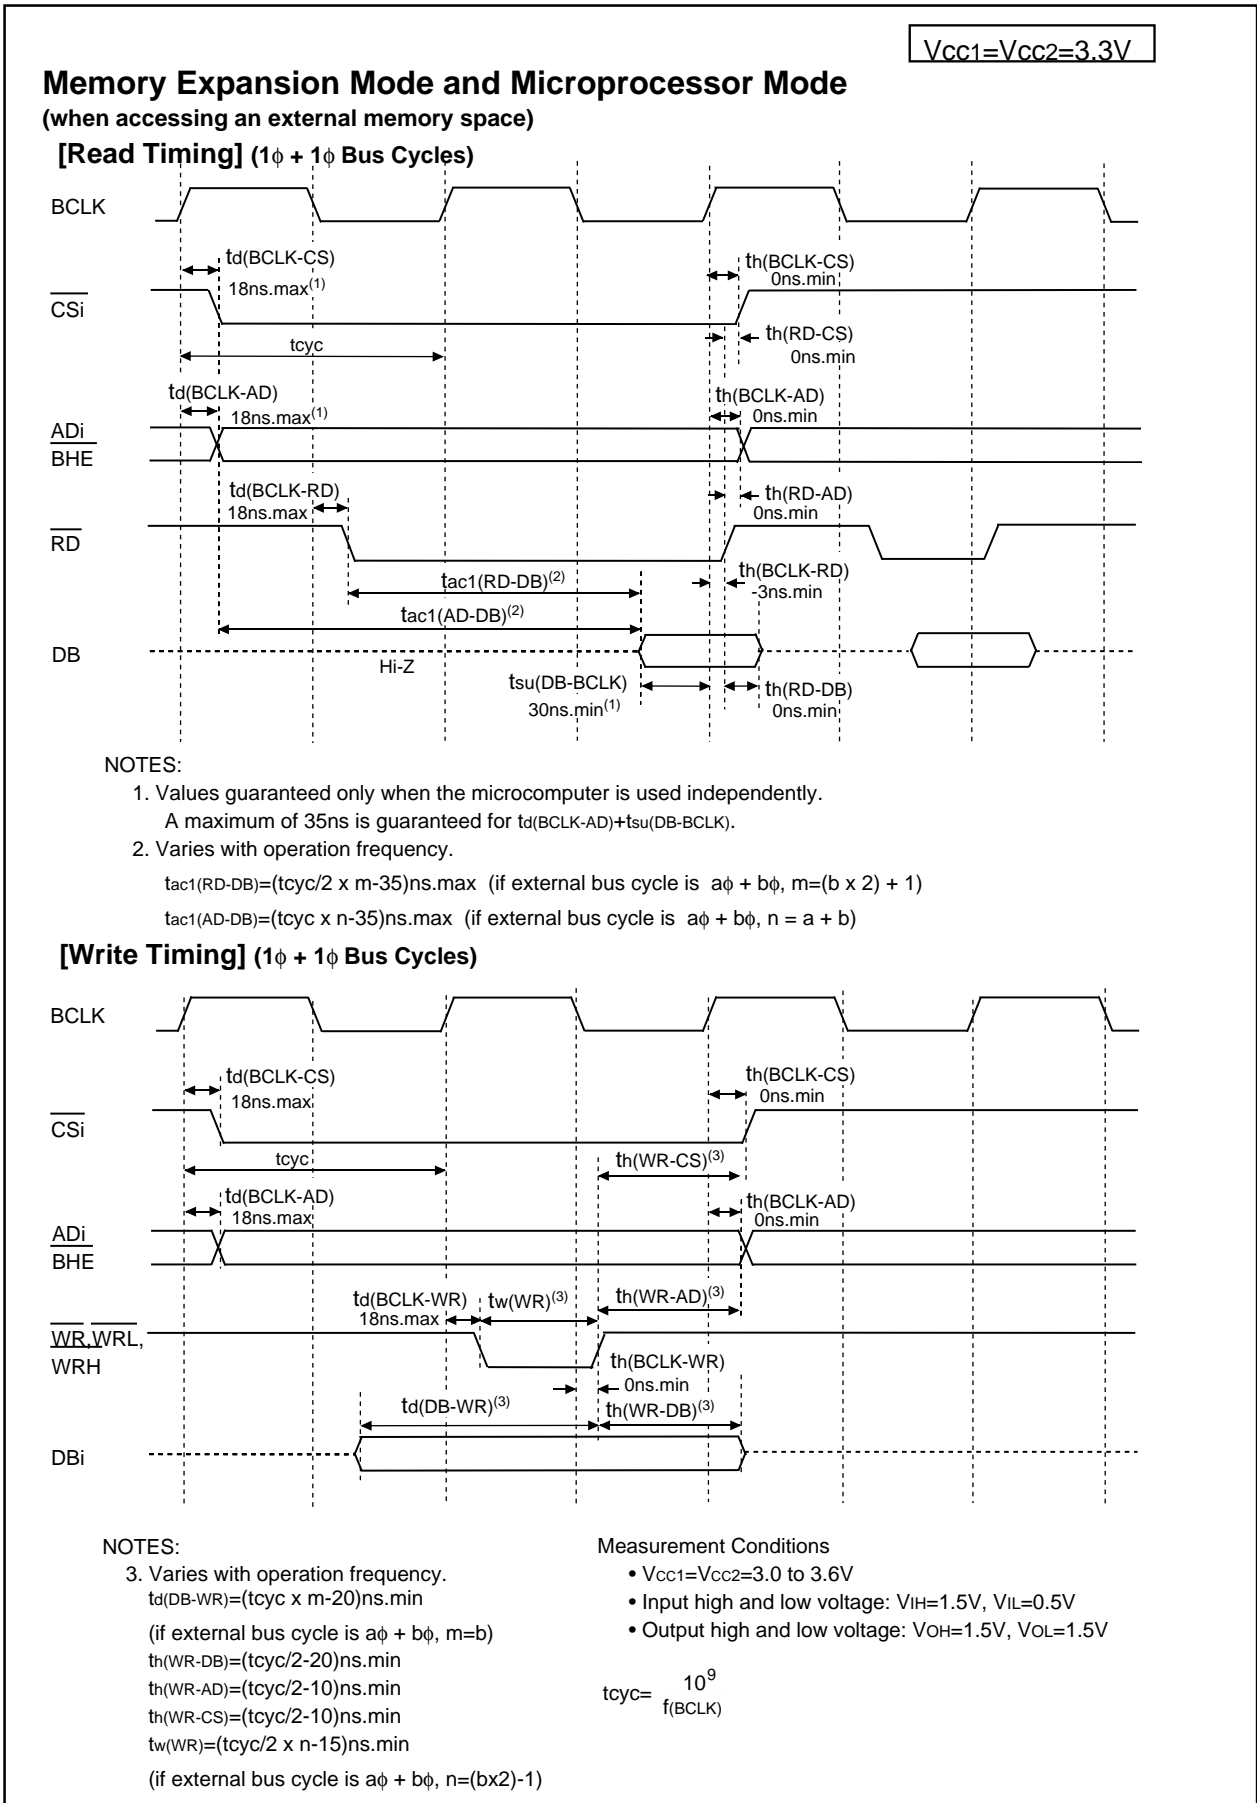 Vcc1=Vcc2=3.3V
Memory Expansion Mode and Microprocessor Mode
(when accessing an external memory space)
[Read Timing] (1ϕ + 1ϕ Bus Cycles)
BCLK
td(BCLK-CS)
18ns.max(1)
th(BCLK-CS)
0ns.min
CSi
th(RD-CS)
0ns.min
tcyc
td(BCLK-AD)
18ns.max(1)
th(BCLK-AD)
0ns.min
ADi
BHE
td(BCLK-RD)
18ns.max
th(RD-AD)
0ns.min
RD
th(BCLK-RD)
-3ns.min
tac1(RD-DB)(2)
tac1(AD-DB)(2)
DB
Hi-Z
tsu(DB-BCLK)
30ns.min(1)
th(RD-DB)
0ns.min
NOTES:
1. Values guaranteed only when the microcomputer is used independently.
A maximum of 35ns is guaranteed for td(BCLK-AD)+tsu(DB-BCLK).
2. Varies with operation frequency.
tac1(RD-DB)=(tcyc/2 x m-35)ns.max (if external bus cycle is aϕ + bϕ, m=(b x 2) + 1)
tac1(AD-DB)=(tcyc x n-35)ns.max (if external bus cycle is aϕ + bϕ, n = a + b)
[Write Timing] (1ϕ + 1ϕ Bus Cycles)
BCLK
td(BCLK-CS)
18ns.max
th(BCLK-CS)
0ns.min
CSi
tcyc
th(WR-CS)(3)
td(BCLK-AD)
18ns.max
th(BCLK-AD)
0ns.min
ADi
BHE
td(BCLK-WR)
18ns.max
tw(WR)(3)
th(WR-AD)(3)
WR,WRL,
WRH
th(BCLK-WR)
0ns.min
td(DB-WR)(3)
th(WR-DB)(3)
DBi
NOTES:
3. Varies with operation frequency.
td(DB-WR)=(tcyc x m-20)ns.min
(if external bus cycle is aϕ + bϕ, m=b)
th(WR-DB)=(tcyc/2-20)ns.min
th(WR-AD)=(tcyc/2-10)ns.min
th(WR-CS)=(tcyc/2-10)ns.min
tw(WR)=(tcyc/2 x n-15)ns.min
(if external bus cycle is aϕ + bϕ, n=(bx2)-1)
Measurement Conditions
• VCC1=VCC2=3.0 to 3.6V
• Input high and low voltage: VIH=1.5V, VIL=0.5V
• Output high and low voltage: VOH=1.5V, VOL=1.5V
tcyc= 10^9
f(BCLK)